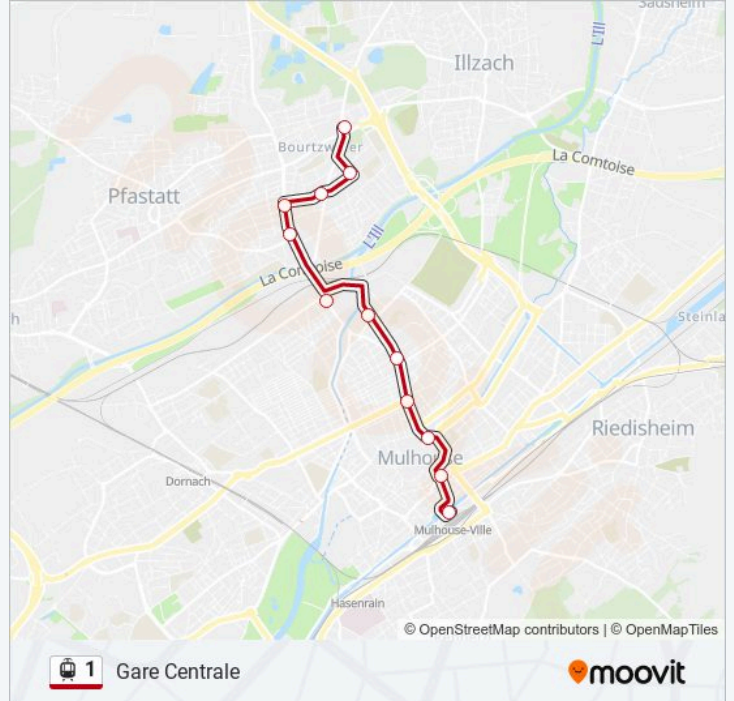 Sausheim
L'Ill
Illzach
Bourtzwiller
La Comtoise
Pfastatt
L'Ill
La Comtoise
h
Steinla
Riedisheim
Mulhouse
Dornach
Mulhouse-Ville
Hasenrain
© OpenStreetMap contributors | © OpenMapTiles
1 Gare Centrale
moovit